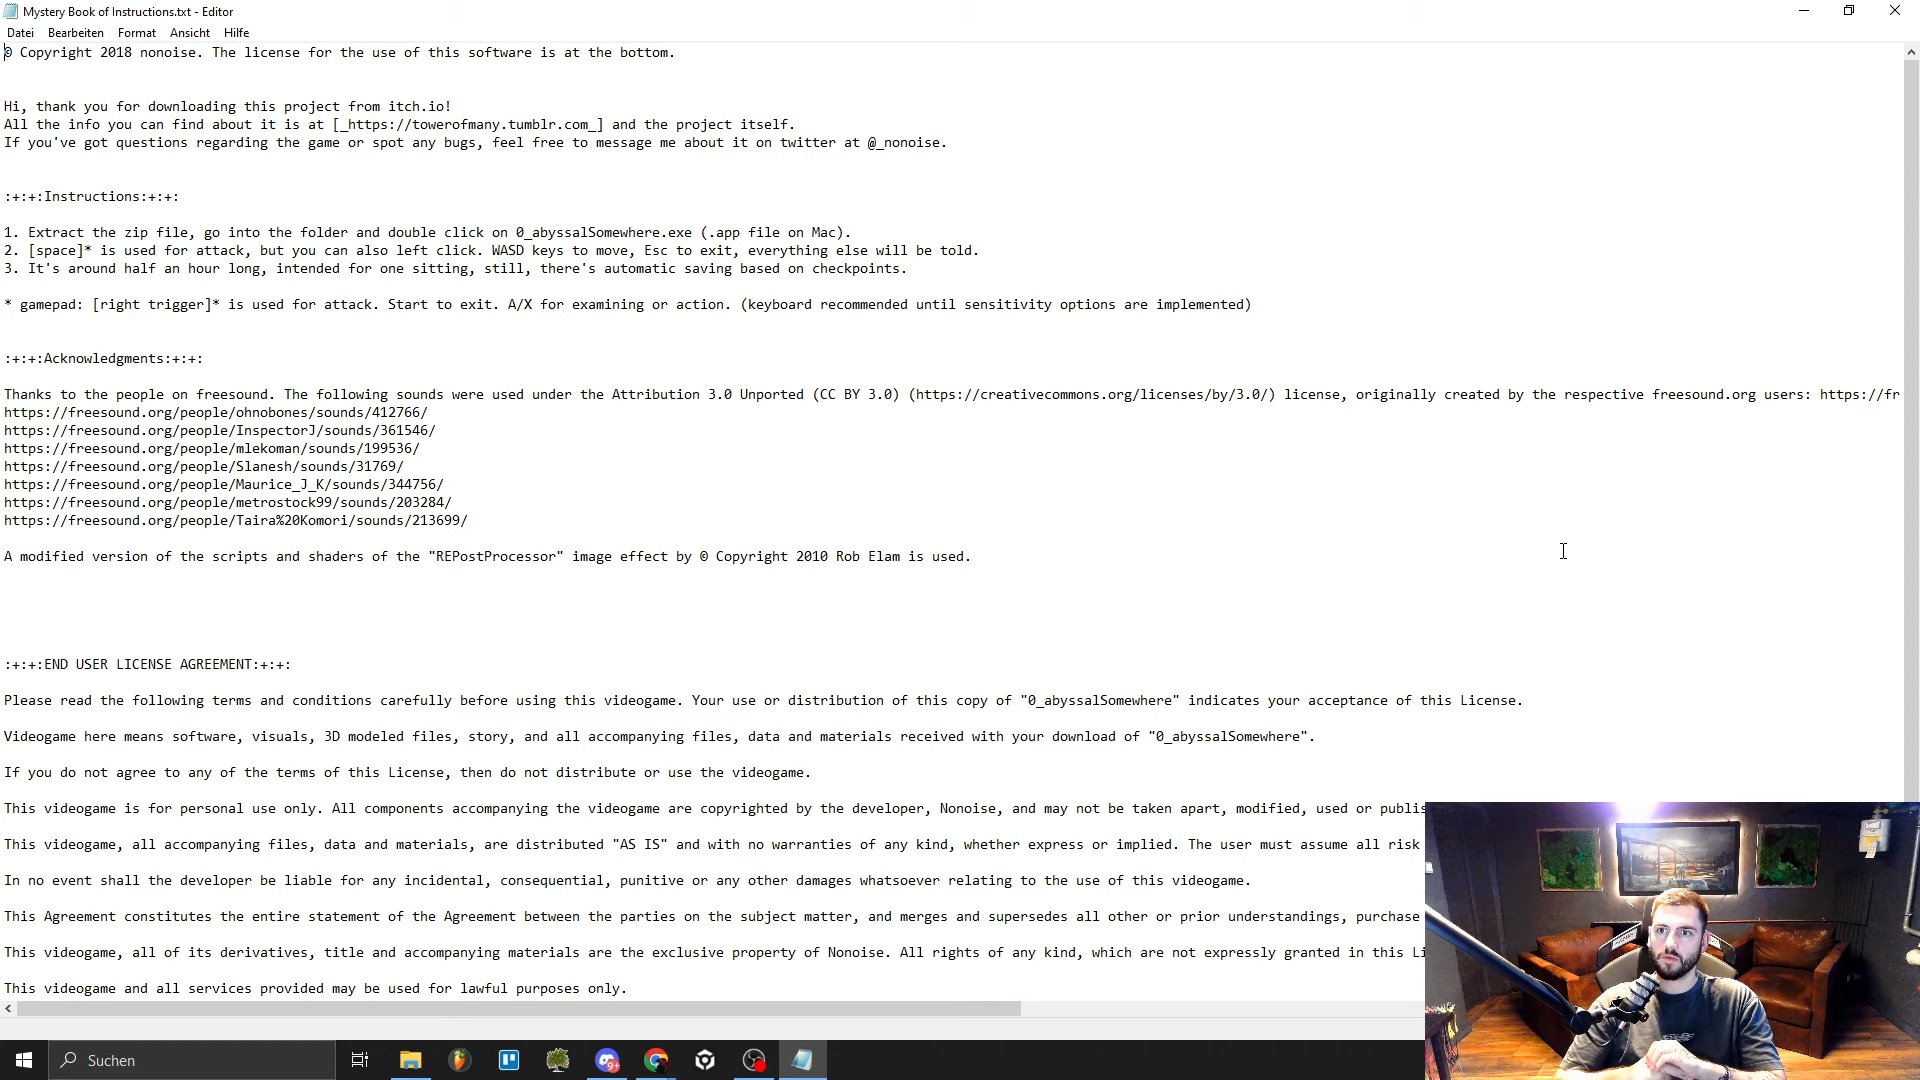 Mystery Book of Instructions.txt - Editor
Datei Bearbeiten Format Ansicht Hilfe
© Copyright 2018 nonoise. The license for the use of this software is at the bottom.
Hi, thank you for downloading this project from itch.io!
All the info you can find about it is at [_https://towerofmany.tumblr.com_] and the project itself.
If you've got questions regarding the game or spot any bugs, feel free to message me about it on twitter at @_nonoise.
:+:+:Instructions:+:+:
1. Extract the zip file, go into the folder and double click on 0_abyssalSomewhere.exe (.app file on Mac).
2. [space]* is used for attack, but you can also left click. WASD keys to move, Esc to exit, everything else will be told.
3. It's around half an hour long, intended for one sitting, still, there's automatic saving based on checkpoints.
* gamepad: [right trigger]* is used for attack. Start to exit. A/X for examining or action. (keyboard recommended until sensitivity options are implemented)
:+:+:Acknowledgments:+:+:
Thanks to the people on freesound. The following sounds were used under the Attribution 3.0 Unported (CC BY 3.0) (https://creativecommons.org/licenses/by/3.0/) license, originally created by the respective freesound.org users: https://fr
https://freesound.org/people/ohnobones/sounds/412766/
https://freesound.org/people/InspectorJ/sounds/361546/
https://freesound.org/people/mlekoman/sounds/199536/
https://freesound.org/people/Slanesh/sounds/31769/
https://freesound.org/people/Maurice_J_K/sounds/344756/
https://freesound.org/people/metrostock99/sounds/203284/
https://freesound.org/people/Taira%20Komori/sounds/213699/
A modified version of the scripts and shaders of the "REPostProcessor" image effect by © Copyright 2010 Rob Elam is used.
:+:+:END USER LICENSE AGREEMENT:+:+:
Please read the following terms and conditions carefully before using this videogame. Your use or distribution of this copy of "0_abyssalSomewhere" indicates your acceptance of this License.
Videogame here means software, visuals, 3D modeled files, story, and all accompanying files, data and materials received with your download of "0_abyssalSomewhere".
If you do not agree to any of the terms of this License, then do not distribute or use the videogame.
This videogame is for personal use only. All components accompanying the videogame are copyrighted by the developer, Nonoise, and may not be taken apart, modified, used or publis
This videogame, all accompanying files, data and materials, are distributed "AS IS" and with no warranties of any kind, whether express or implied. The user must assume all risk
In no event shall the developer be liable for any incidental, consequential, punitive or any other damages whatsoever relating to the use of this videogame.
This Agreement constitutes the entire statement of the Agreement between the parties on the subject matter, and merges and supersedes all other or prior understandings, purchase
This videogame, all of its derivatives, title and accompanying materials are the exclusive property of Nonoise. All rights of any kind, which are not expressly granted in this Li
This videogame and all services provided may be used for lawful purposes only.
Suchen
9+